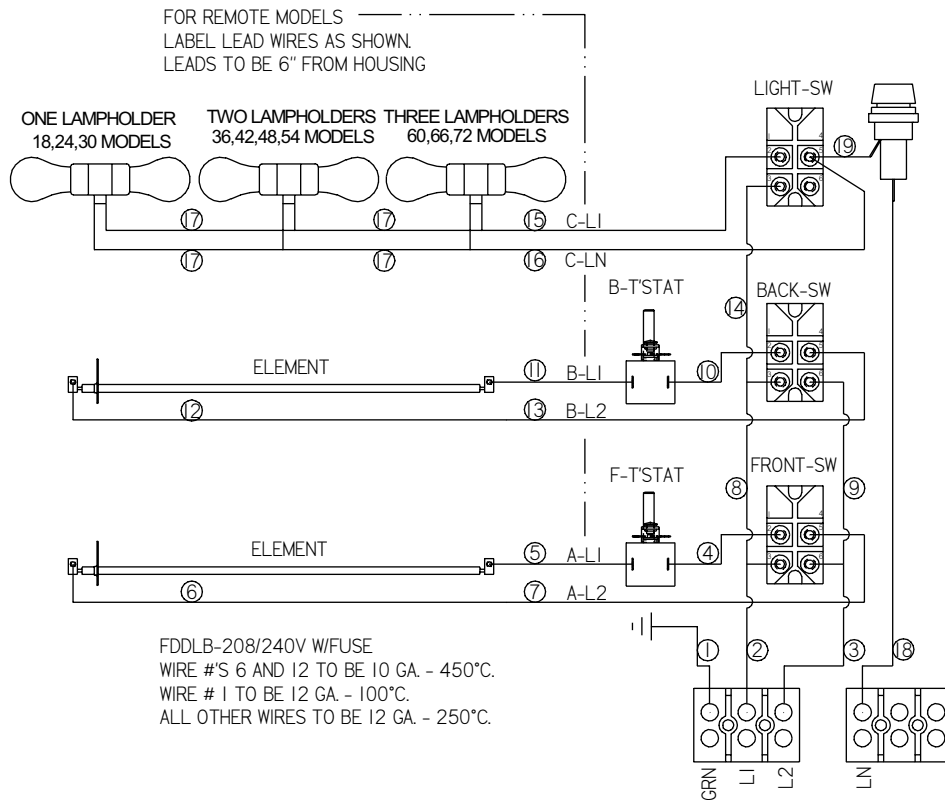 FOR REMOTE MODELS
LABEL LEAD WIRES AS SHOWN.
LEADS TO BE 6" FROM HOUSING
LIGHT-SW
ONE LAMPHOLDER
18,24,30 MODELS
TWO LAMPHOLDERS
36,42,48,54 MODELS
THREE LAMPHOLDERS
60,66,72 MODELS
19
17
17
15 C-L1
17
17
16 C-LN
B-T'STAT
BACK-SW
14
ELEMENT
11 B-L1
10
12
13 B-L2
F-T'STAT
FRONT-SW
8
9
ELEMENT
5 A-L1
4
6
7 A-L2
FDDLB-208/240V W/FUSE
WIRE #'S 6 AND 12 TO BE 10 GA. - 450°C.
WIRE # 1 TO BE 12 GA. - 100°C.
ALL OTHER WIRES TO BE 12 GA. - 250°C.
1
2
3
18
GRN
L1
L2
LN